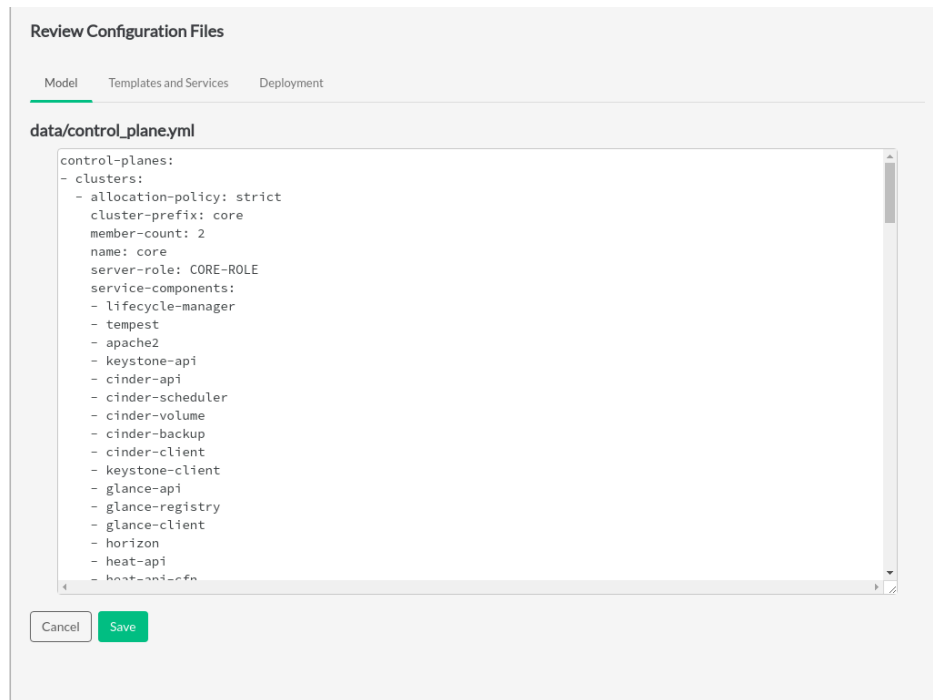 Review Configuration Files
Model Templates and Services Deployment
data/control_plane.yml
control-planes:
- clusters:
  - allocation-policy: strict
    cluster-prefix: core
    member-count: 2
    name: core
    server-role: CORE-ROLE
    service-components:
    - lifecycle-manager
    - tempest
    - apache2
    - keystone-api
    - cinder-api
    - cinder-scheduler
    - cinder-volume
    - cinder-backup
    - cinder-client
    - keystone-client
    - glance-api
    - glance-registry
    - glance-client
    - horizon
    - heat-api
    - heat-api-cfn
Cancel Save